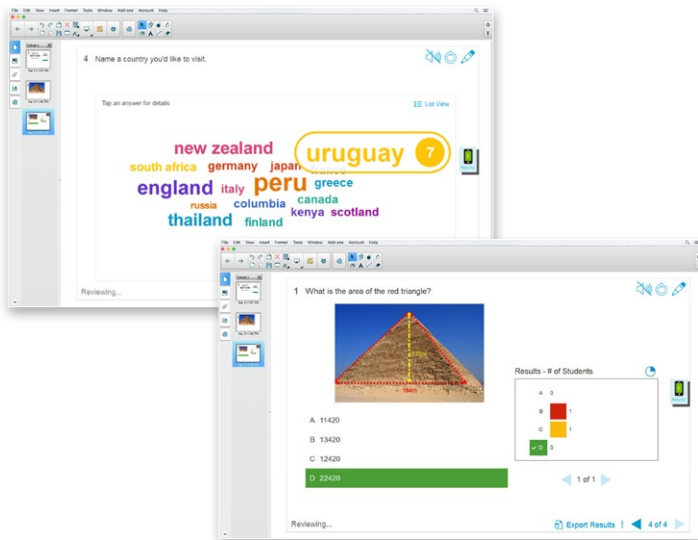 File Edit View Insert Format Tools Window Add-ons Account Help
4 Name a country you'd like to visit.
Tap an answer for details
List View
new zealand
uruguay 7
south africa germany japan
england italy peru greece
russia columbia canada
kenya scotland
thailand finland
Reviewing...
File Edit View Insert Format Tools Window Add-ons Account Help
1 What is the area of the red triangle?
Results - # of Students
A 0
B 1
C 1
D 0
1 of 1
A 11420
B 13420
C 12420
D 22420
Reviewing...
Export Results
4 of 4